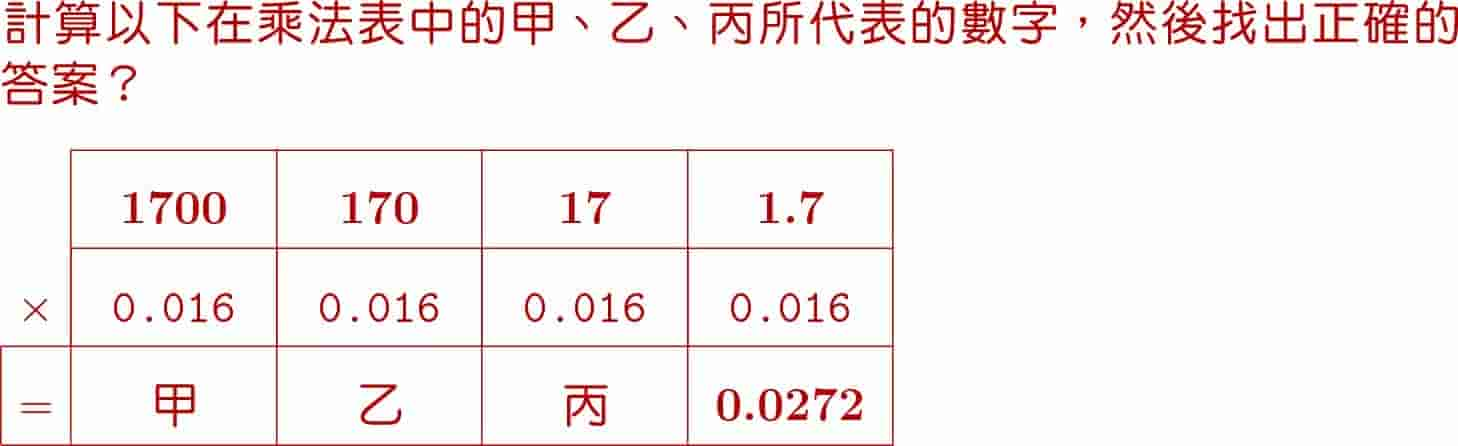 計算以下在乘法表中的甲、乙、丙所代表的數字，然後找出正確的
答案？
1700 170 17 1.7
× 0.016 0.016 0.016 0.016
= 甲 乙 丙 0.0272